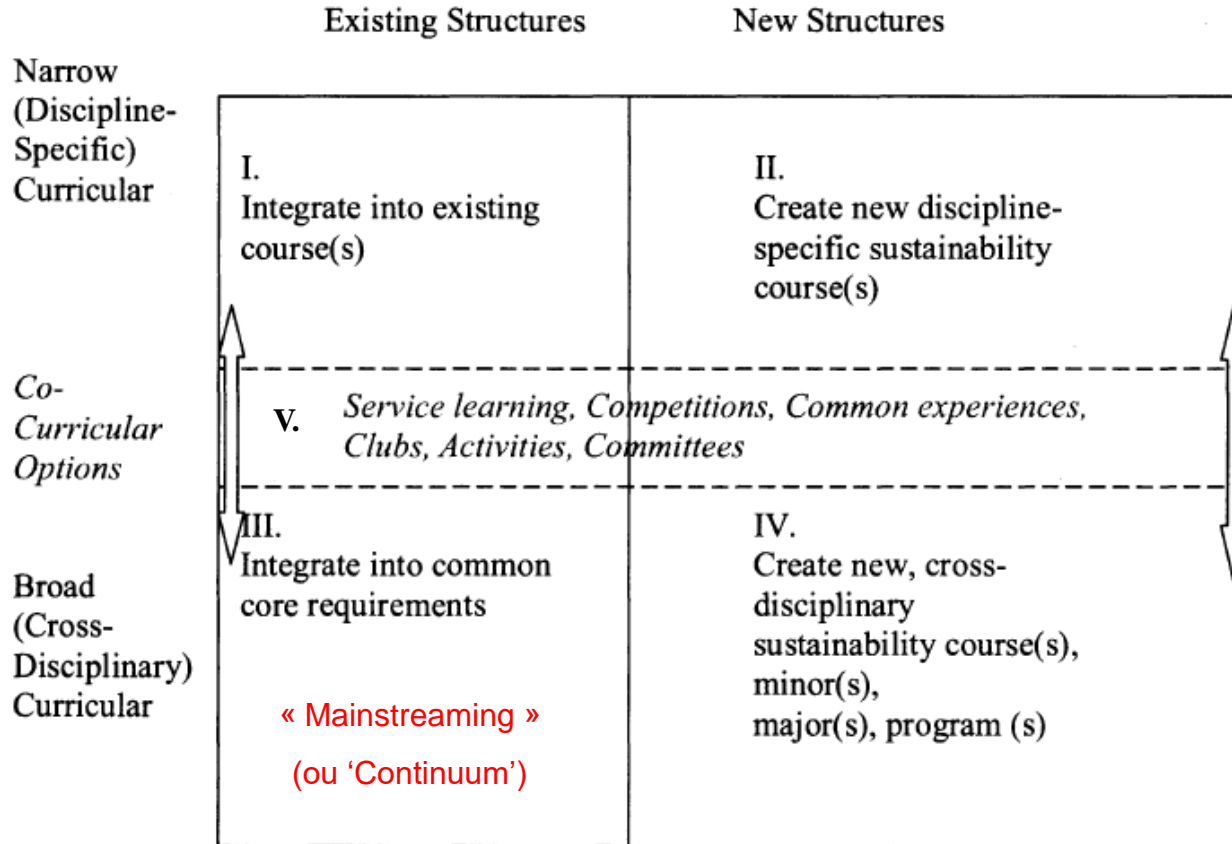 Existing Structures
New Structures
Narrow
(Discipline-
Specific)
Curricular
I.
Integrate into existing
course(s)
II.
Create new discipline-
specific sustainability
course(s)
Co-
Curricular
Options
V.
Service learning, Competitions, Common experiences,
Clubs, Activities, Committees
Broad
(Cross-
Disciplinary)
Curricular
III.
Integrate into common
core requirements
« Mainstreaming »
(ou ‘Continuum’)
IV.
Create new, cross-
disciplinary
sustainability course(s),
minor(s),
major(s), program (s)